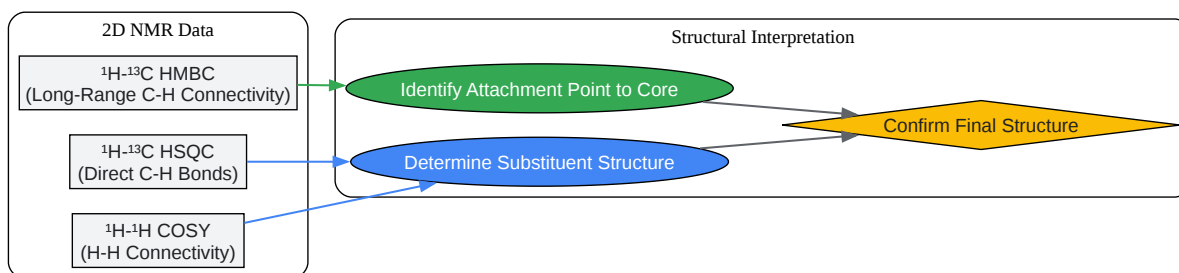 2D NMR Data
¹H-¹³C HMBC
(Long-Range C-H Connectivity)
¹H-¹³C HSQC
(Direct C-H Bonds)
¹H-¹H COSY
(H-H Connectivity)
Structural Interpretation
Identify Attachment Point to Core
Determine Substituent Structure
Confirm Final Structure